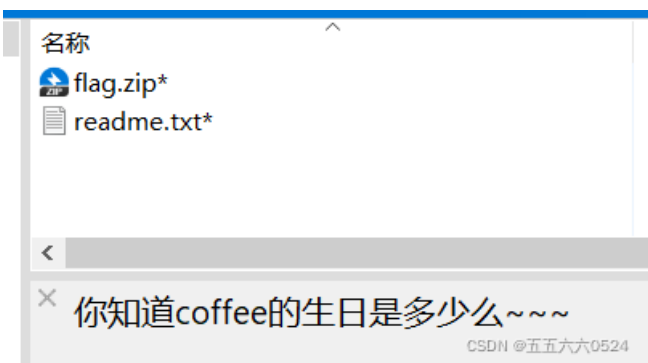 名称
flag.zip*
readme.txt*
你知道coffee的生日是多少么~~~
CSDN @五五六六0524